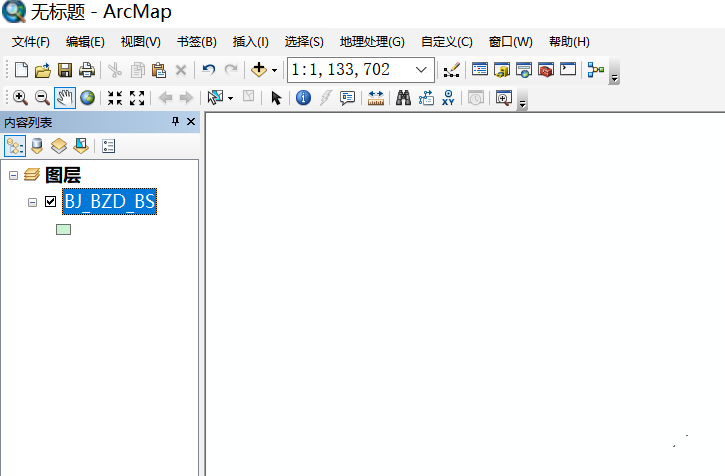 无标题 - ArcMap
文件(F) 编辑(E) 视图(V) 书签(B) 插入(I) 选择(S) 地理处理(G) 自定义(C) 窗口(W) 帮助(H)
1:1,133,702
XY
内容列表
图层
BJ_BZD_BS